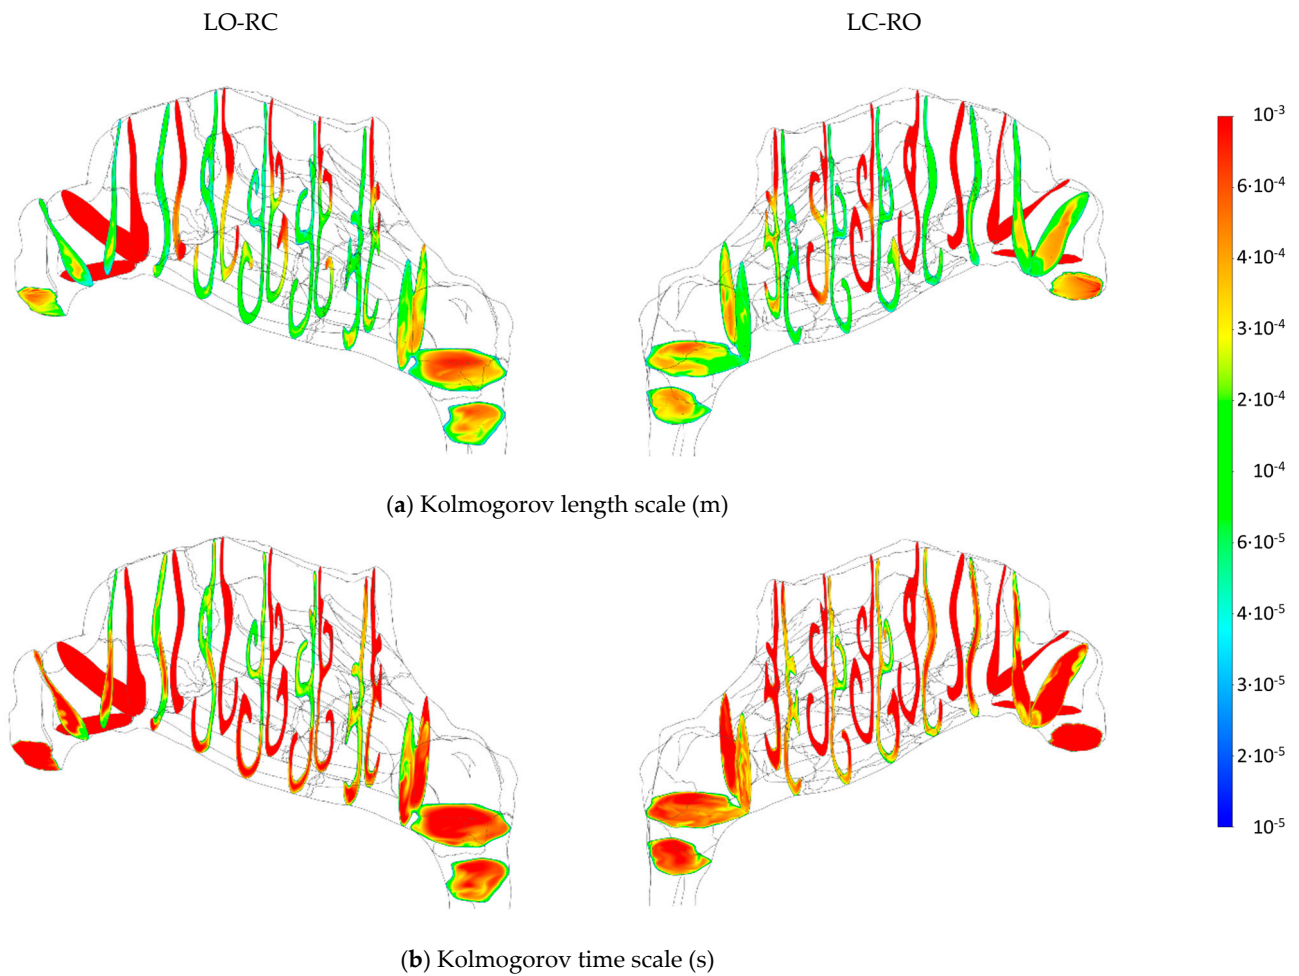 LO-RC
LC-RO
10⁻³
6·10⁻⁴
4·10⁻⁴
3·10⁻⁴
2·10⁻⁴
10⁻⁴
6·10⁻⁵
4·10⁻⁵
3·10⁻⁵
2·10⁻⁵
10⁻⁵
(a) Kolmogorov length scale (m)
(b) Kolmogorov time scale (s)